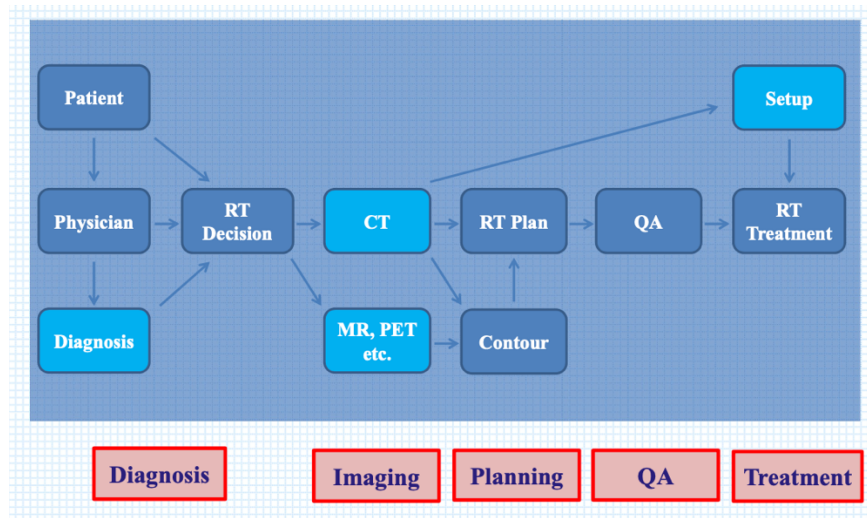 Patient
Setup
Physician
RT
Decision
CT
RT Plan
QA
RT
Treatment
Diagnosis
MR, PET
etc.
Contour
Diagnosis
Imaging
Planning
QA
Treatment